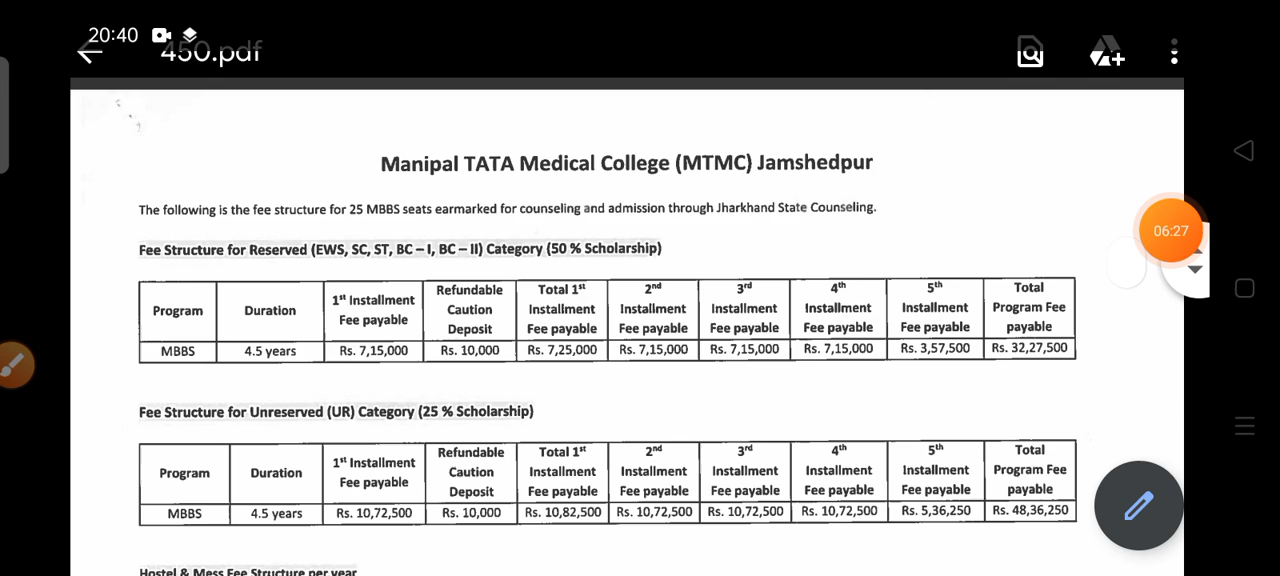 20:40
450.pdf
Manipal TATA Medical College (MTMC) Jamshedpur
The following is the fee structure for 25 MBBS seats earmarked for counseling and admission through Jharkhand State Counseling.
Fee Structure for Reserved (EWS, SC, ST, BC – I, BC – II) Category (50 % Scholarship)
Program | Duration | 1st Installment Fee payable | Refundable Caution Deposit | Total 1st Installment Fee payable | 2nd Installment Fee payable | 3rd Installment Fee payable | 4th Installment Fee payable | 5th Installment Fee payable | Total Program Fee payable
MBBS | 4.5 years | Rs. 7,15,000 | Rs. 10,000 | Rs. 7,25,000 | Rs. 7,15,000 | Rs. 7,15,000 | Rs. 7,15,000 | Rs. 3,57,500 | Rs. 32,27,500
Fee Structure for Unreserved (UR) Category (25 % Scholarship)
Program | Duration | 1st Installment Fee payable | Refundable Caution Deposit | Total 1st Installment Fee payable | 2nd Installment Fee payable | 3rd Installment Fee payable | 4th Installment Fee payable | 5th Installment Fee payable | Total Program Fee payable
MBBS | 4.5 years | Rs. 10,72,500 | Rs. 10,000 | Rs. 10,82,500 | Rs. 10,72,500 | Rs. 10,72,500 | Rs. 10,72,500 | Rs. 5,36,250 | Rs. 48,36,250
Hostel & Mess Fee Structure per year
06:27